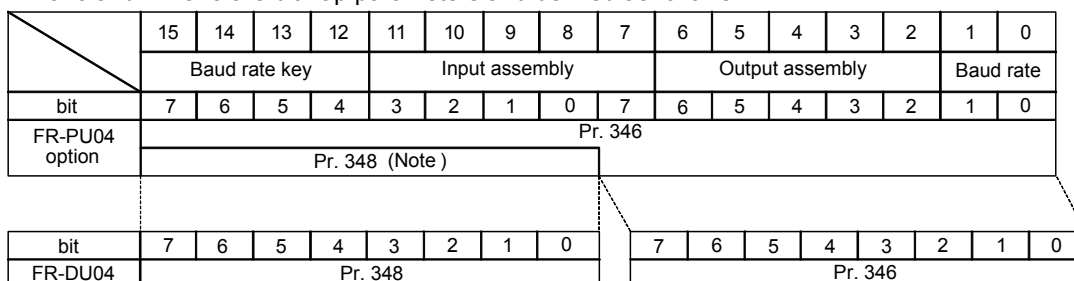 15 14 13 12 11 10 9 8 7 6 5 4 3 2 1 0
Baud rate key Input assembly Output assembly Baud rate
bit 7 6 5 4 3 2 1 0 7 6 5 4 3 2 1 0
FR-PU04 option Pr. 346
Pr. 348 (Note)
bit 7 6 5 4 3 2 1 0 7 6 5 4 3 2 1 0
FR-DU04 Pr. 348 Pr. 346